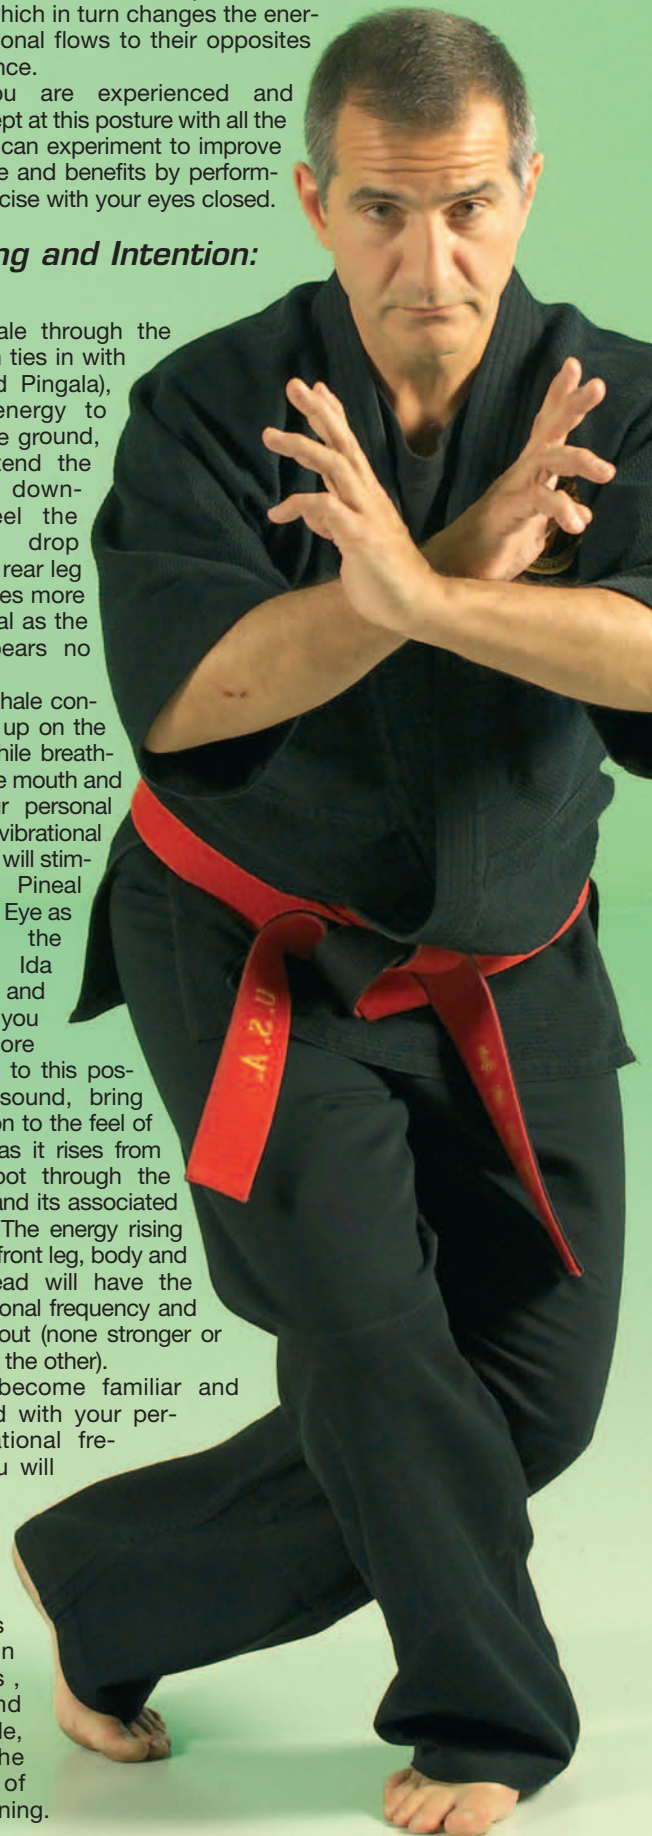 which in turn changes the ener-
onal flows to their opposites
nce.
ou are experienced and
ept at this posture with all the
can experiment to improve
e and benefits by perform-
cise with your eyes closed.
ng and Intention:
ale through the
ties in with
d Pingala),
energy to
e ground,
tend the
down-
eel the
drop
rear leg
es more
al as the
bears no
hale con-
up on the
hile breath-
e mouth and
ur personal
vibrational
will stim-
Pineal
Eye as
the
Ida
and
you
ore
to this pos-
sound, bring
on to the feel of
as it rises from
oot through the
and its associated
The energy rising
front leg, body and
ead will have the
ional frequency and
out (none stronger or
the other).
become familiar and
d with your per-
ational fre-
u will
s
n
s ,
nd
le,
he
of
ning.
U.S.A.